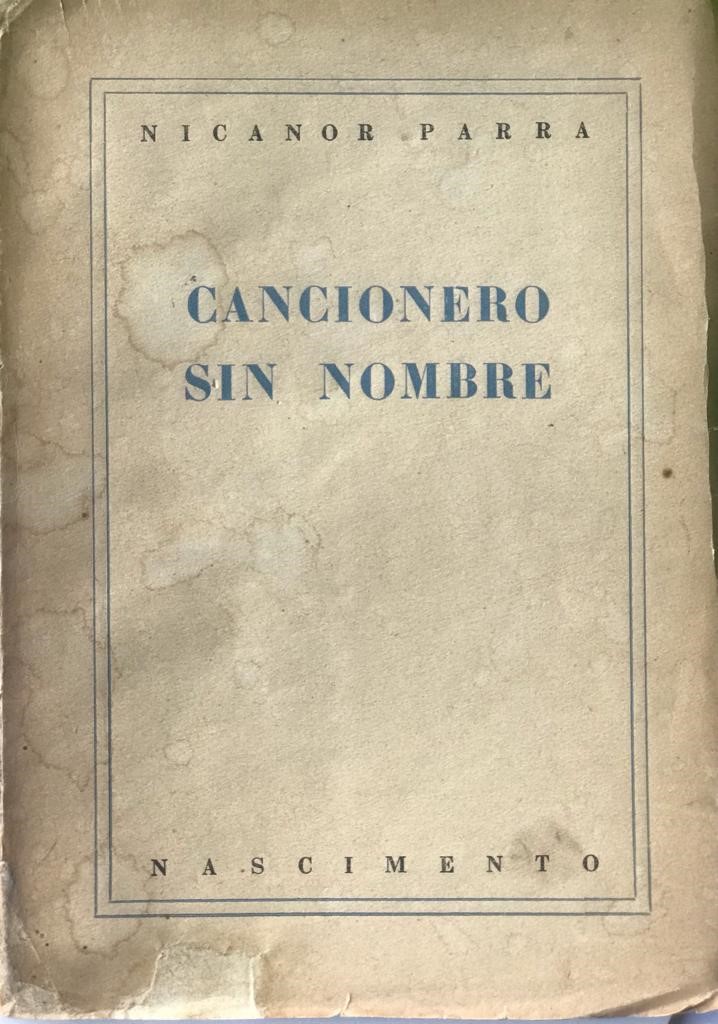 NICANOR PARRA
CANCIONERO
SIN NOMBRE
NASCIMENTO